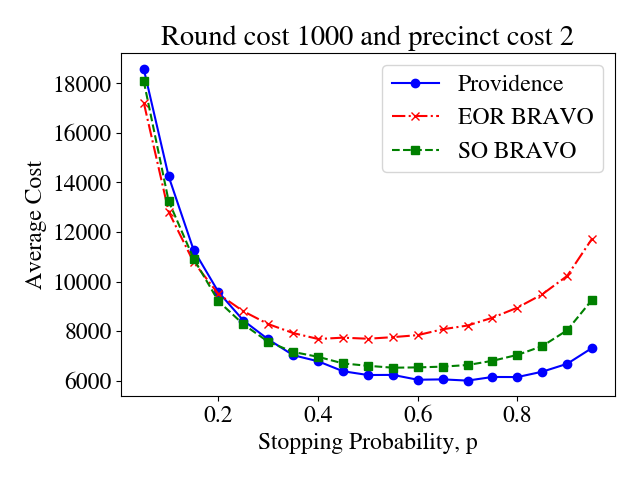 Round cost 1000 and precinct cost 2
Providence
EOR BRAVO
SO BRAVO
Average Cost
18000
16000
14000
12000
10000
8000
6000
0.2
0.4
0.6
0.8
Stopping Probability, p